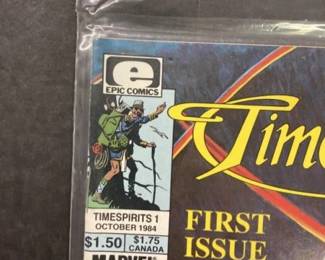 e
EPIC COMICS
Time
TIMESPIRITS 1
OCTOBER 1984
$1.50 $1.75
CANADA
MARVEL
FIRST
ISSUE